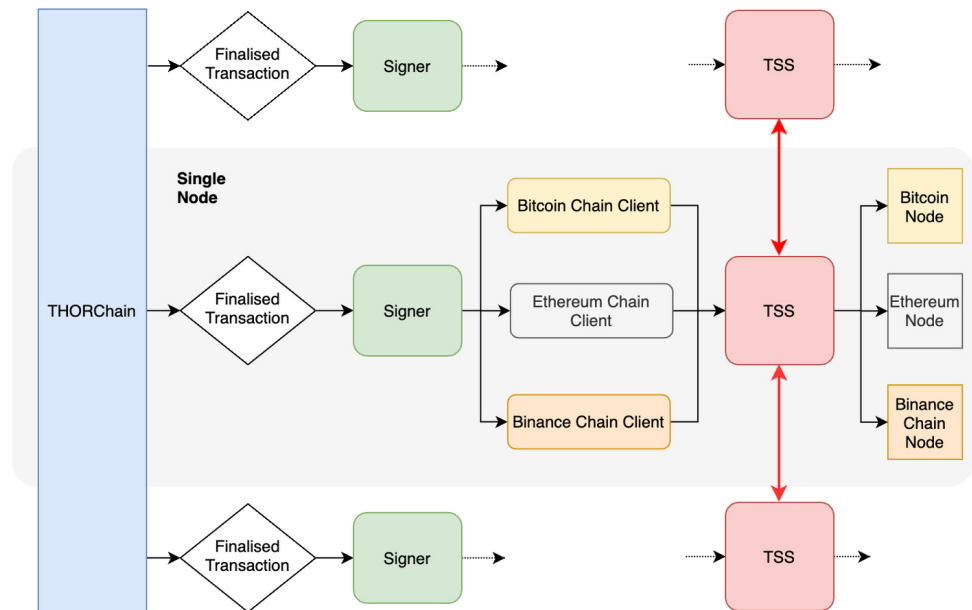 Finalised
Transaction
Signer
TSS
Single
Node
Bitcoin Chain Client
Bitcoin
Node
THORChain
Finalised
Transaction
Signer
Ethereum Chain
Client
TSS
Ethereum
Node
Binance Chain Client
Binance
Chain
Node
Finalised
Transaction
Signer
TSS